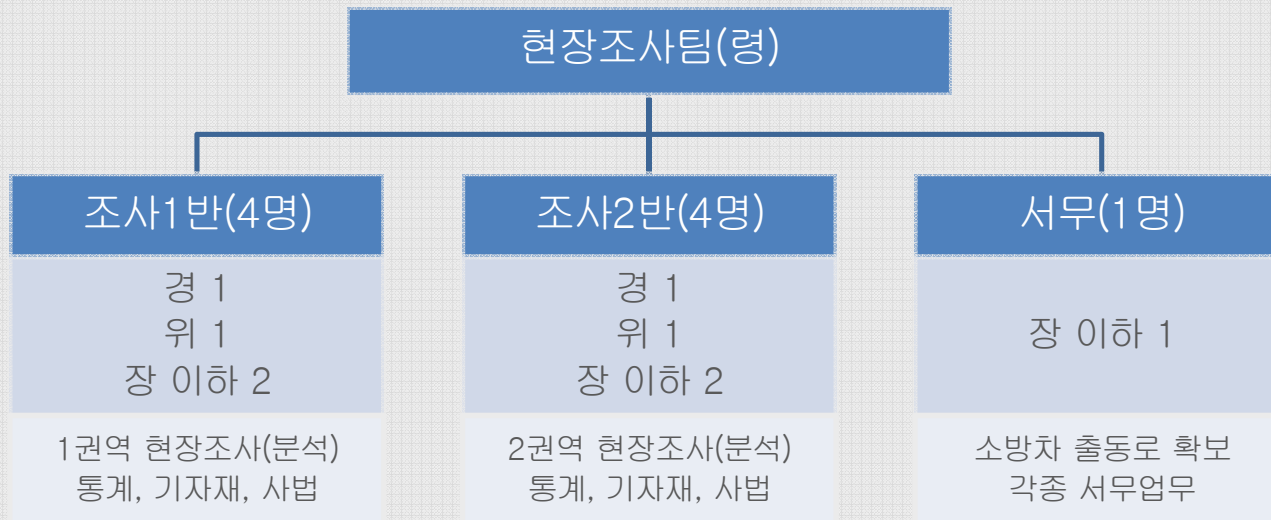 현장조사팀(령)
조사1반(4명)
경 1
위 1
장 이하 2
1권역 현장조사(분석)
통계, 기자재, 사법
조사2반(4명)
경 1
위 1
장 이하 2
2권역 현장조사(분석)
통계, 기자재, 사법
서무(1명)
장 이하 1
소방차 출동로 확보
각종 서무업무